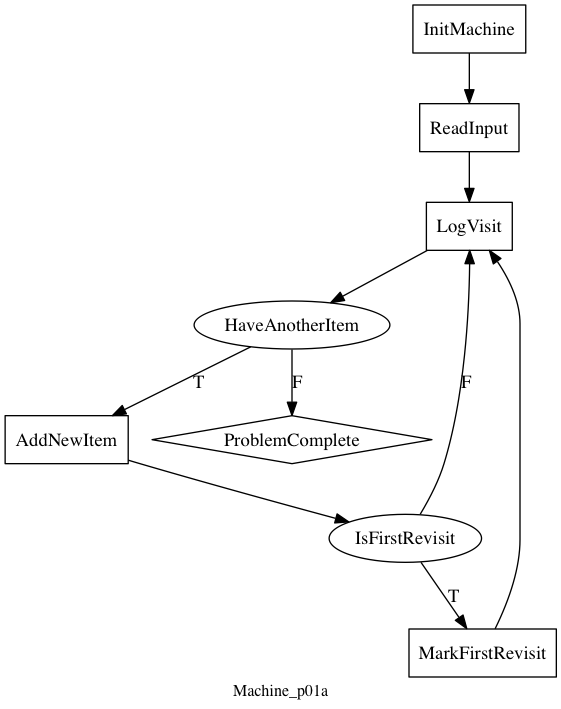 InitMachine
ReadInput
LogVisit
HaveAnotherItem
T
F
F
AddNewItem
ProblemComplete
IsFirstRevisit
T
MarkFirstRevisit
Machine_p01a